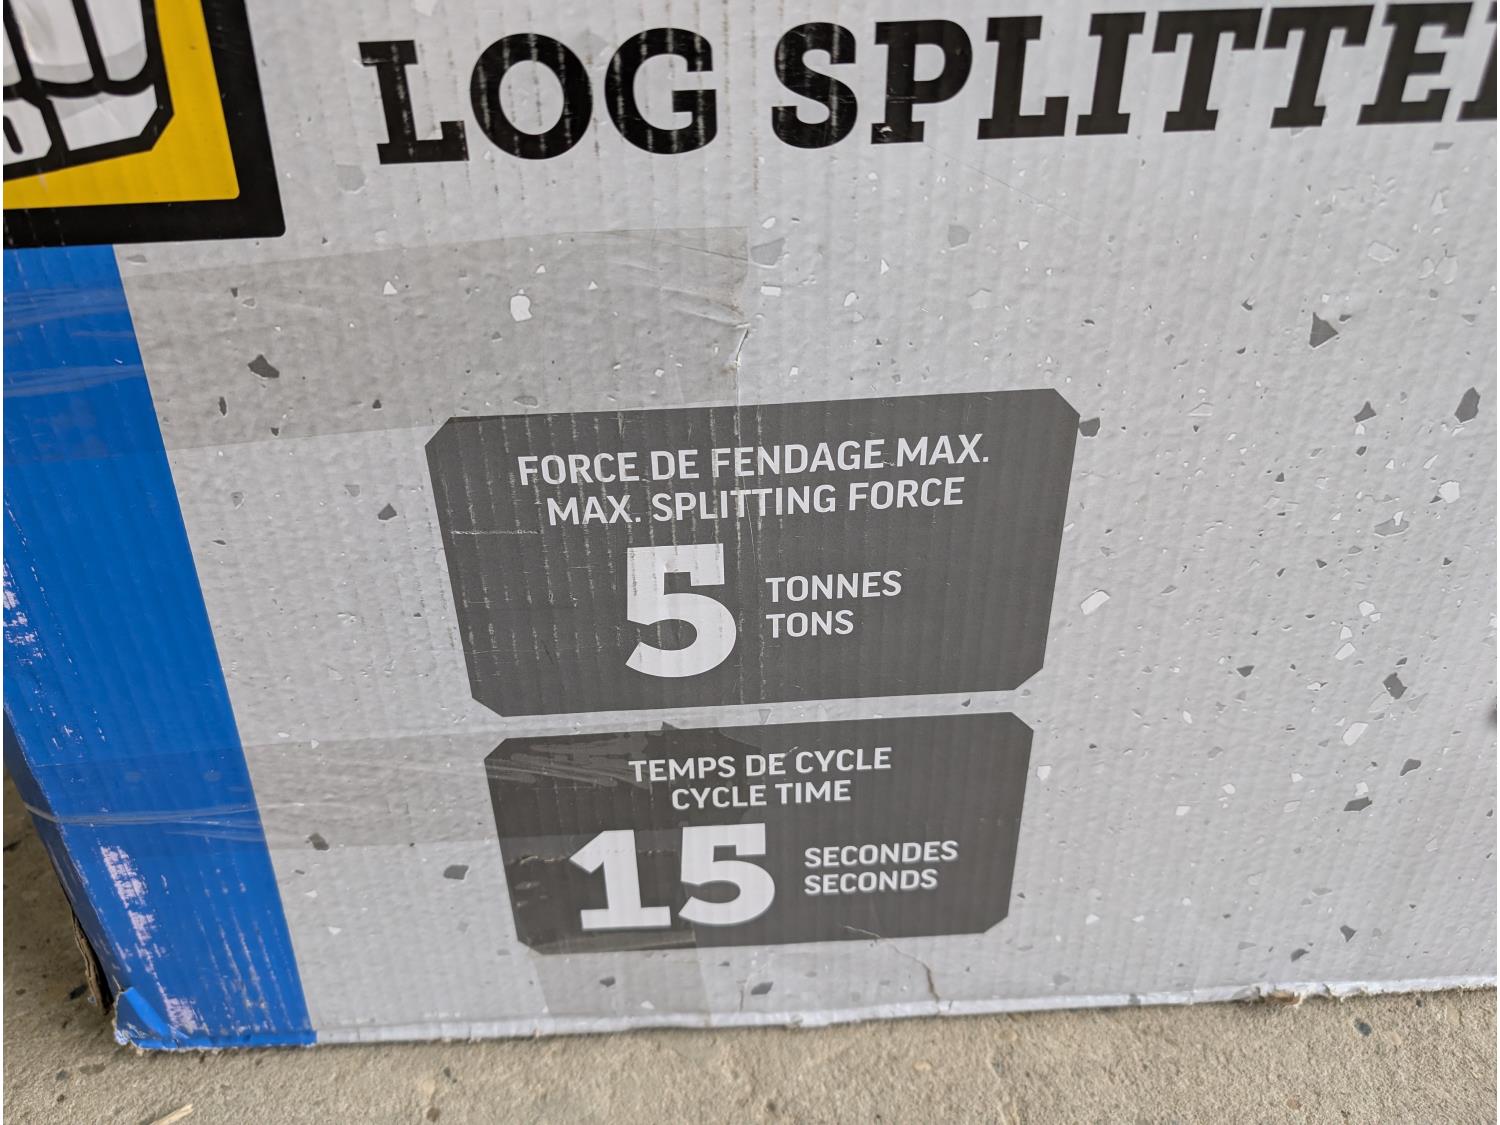 LOG SPLITTER
FORCE DE FENDAGE MAX.
MAX. SPLITTING FORCE
5 TONNES
TONS
TEMPS DE CYCLE
CYCLE TIME
15 SECONDES
SECONDS